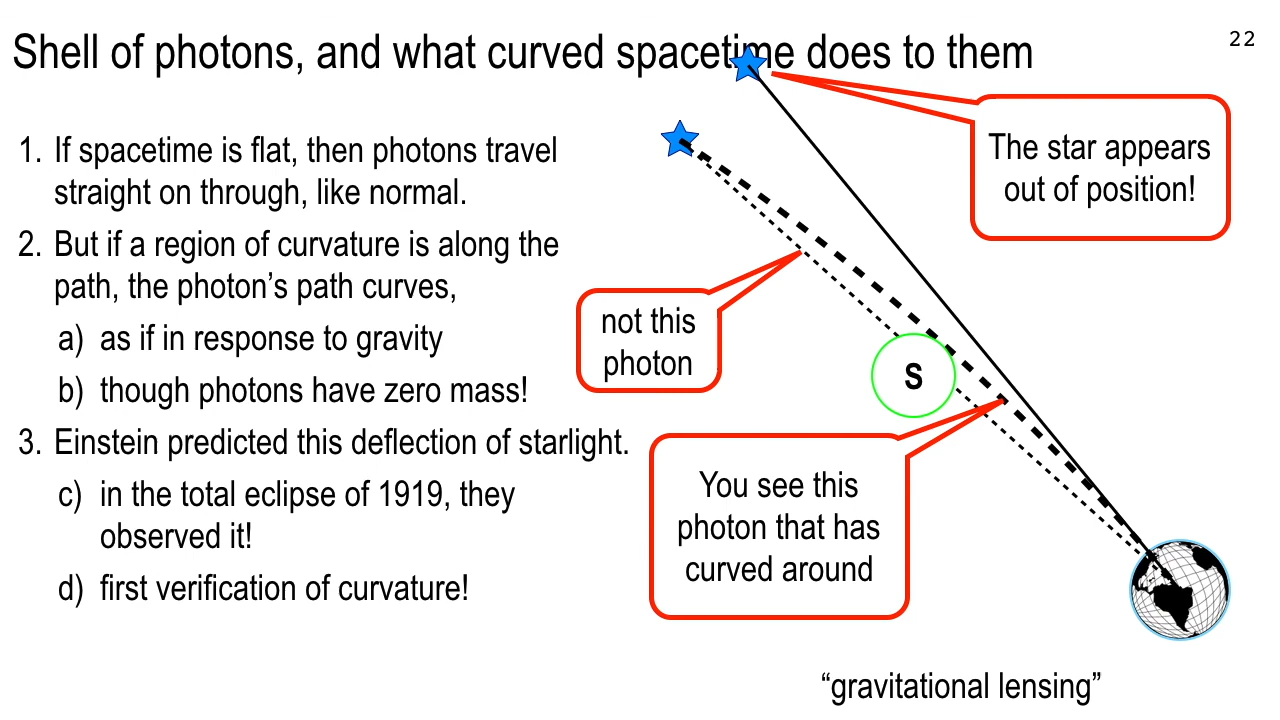 Shell of photons, and what curved spacetime does to them
22
1. If spacetime is flat, then photons travel
straight on through, like normal.
2. But if a region of curvature is along the
path, the photon’s path curves,
a) as if in response to gravity
b) though photons have zero mass!
3. Einstein predicted this deflection of starlight.
c) in the total eclipse of 1919, they
observed it!
d) first verification of curvature!
The star appears
out of position!
not this
photon
S
You see this
photon that has
curved around
“gravitational lensing”